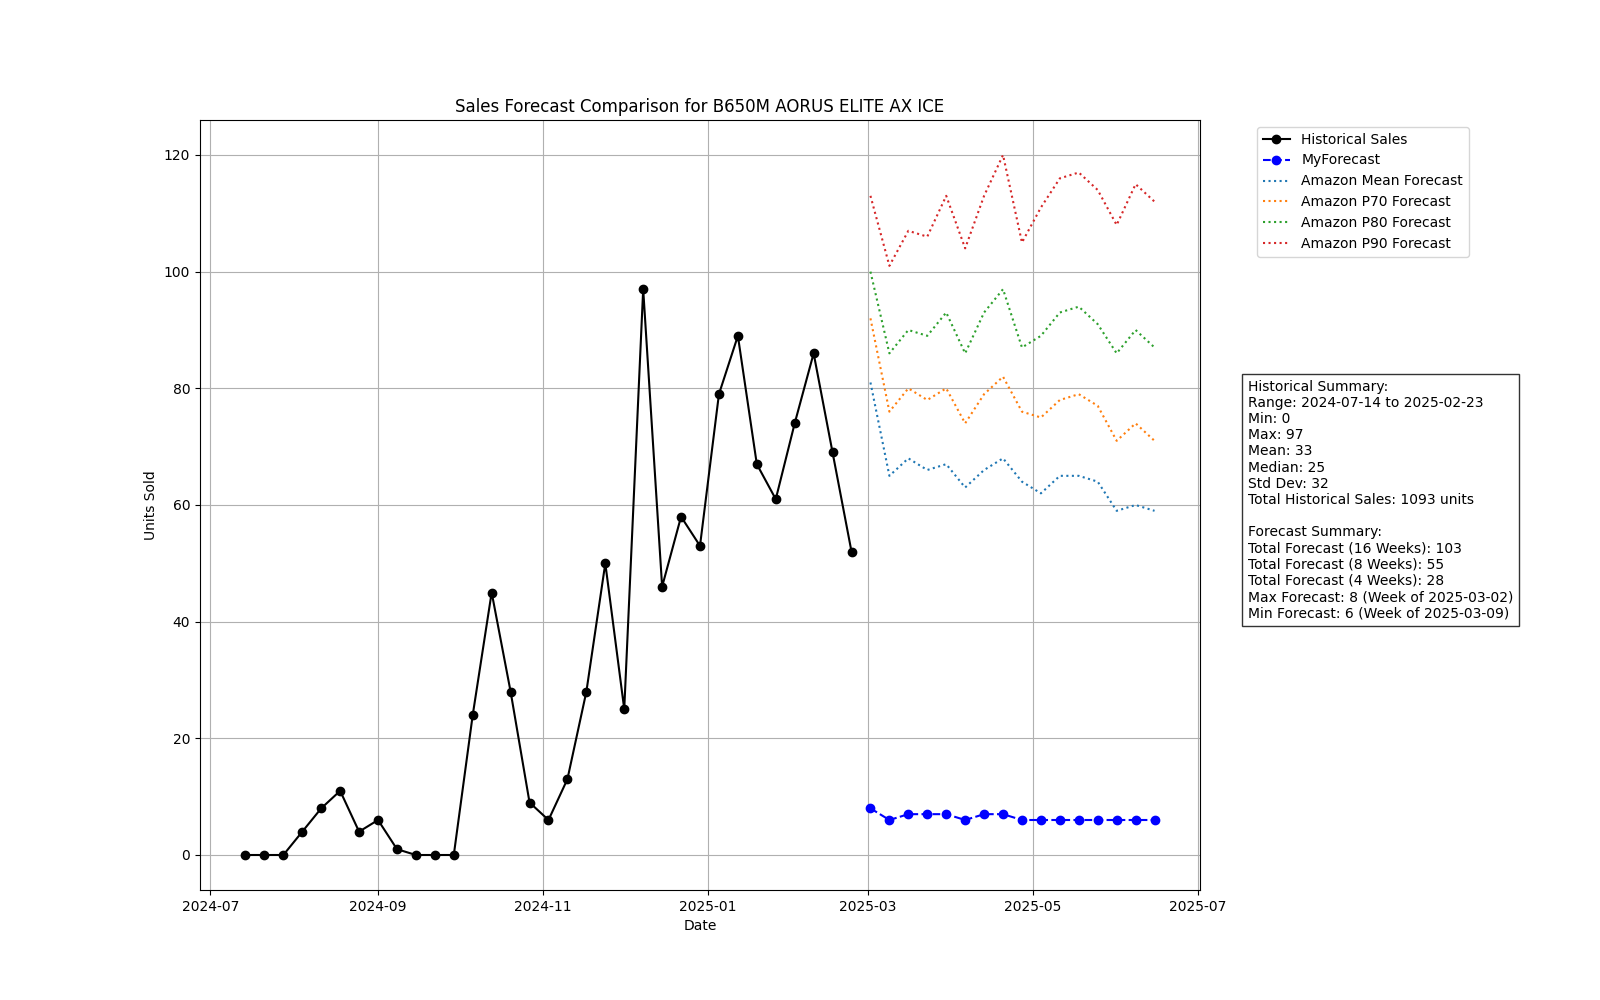 Sales Forecast Comparison for B650M AORUS ELITE AX ICE
Units Sold
120
100
80
60
40
20
0
2024-07
2024-09
2024-11
2025-01
2025-03
2025-05
2025-07
Date
Historical Sales
MyForecast
Amazon Mean Forecast
Amazon P70 Forecast
Amazon P80 Forecast
Amazon P90 Forecast
Historical Summary:
Range: 2024-07-14 to 2025-02-23
Min: 0
Max: 97
Mean: 33
Median: 25
Std Dev: 32
Total Historical Sales: 1093 units
Forecast Summary:
Total Forecast (16 Weeks): 103
Total Forecast (8 Weeks): 55
Total Forecast (4 Weeks): 28
Max Forecast: 8 (Week of 2025-03-02)
Min Forecast: 6 (Week of 2025-03-09)